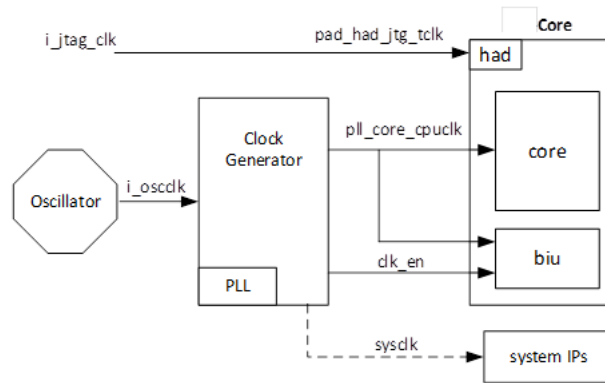 Core
i_jtag_clk
pad_had_jtg_tclk
had
Clock
Generator
pll_core_cpuclk
core
Oscillator
i_oscclk
PLL
clk_en
biu
sysclk
system IPs